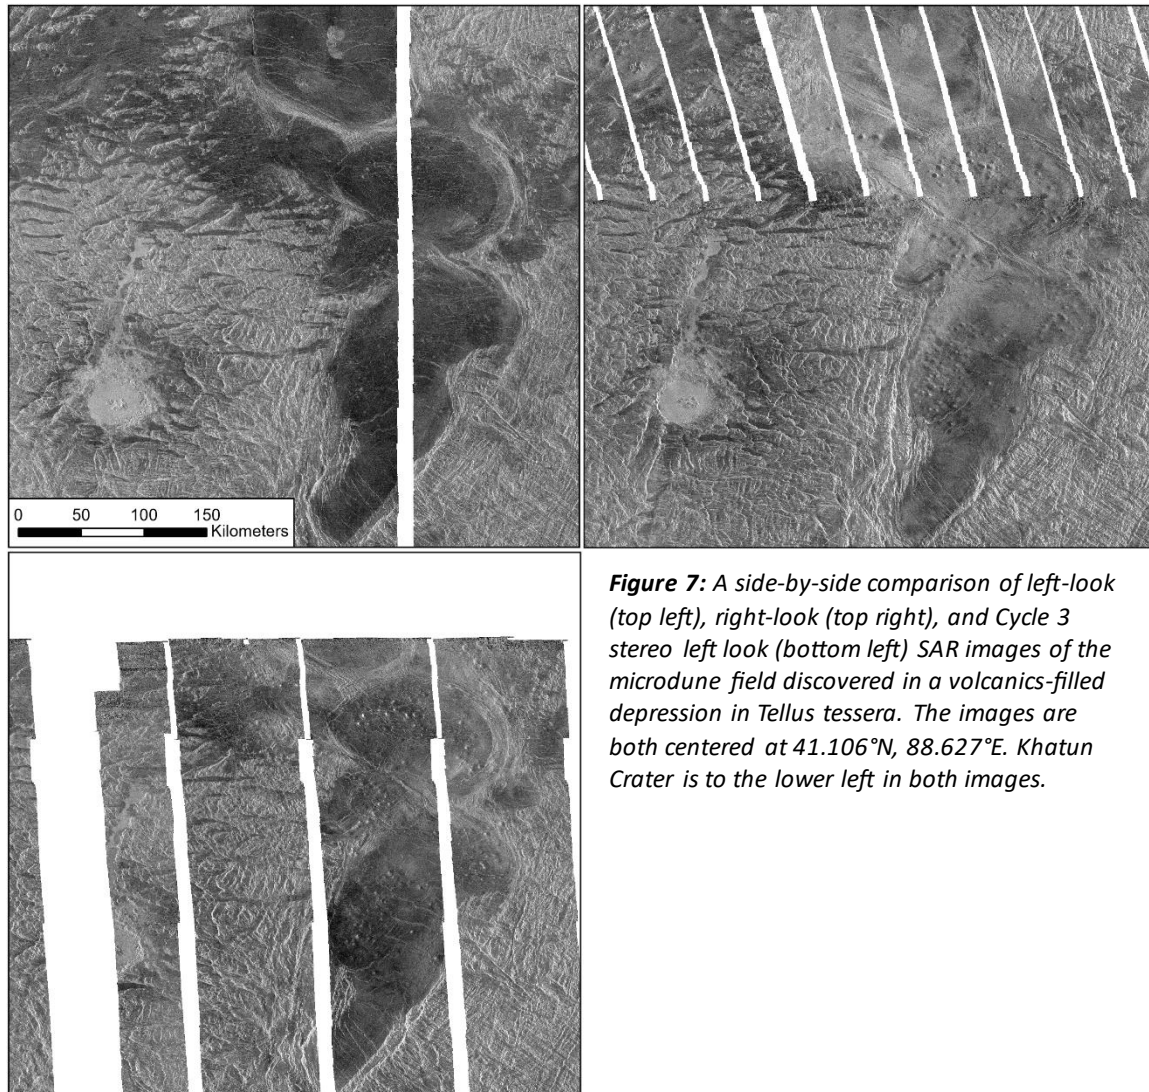 0 50 100 150
Kilometers
Figure 7: A side-by-side comparison of left-look
(top left), right-look (top right), and Cycle 3
stereo left look (bottom left) SAR images of the
microdune field discovered in a volcanics-filled
depression in Tellus tessera. The images are
both centered at 41.106°N, 88.627°E. Khatun
Crater is to the lower left in both images.